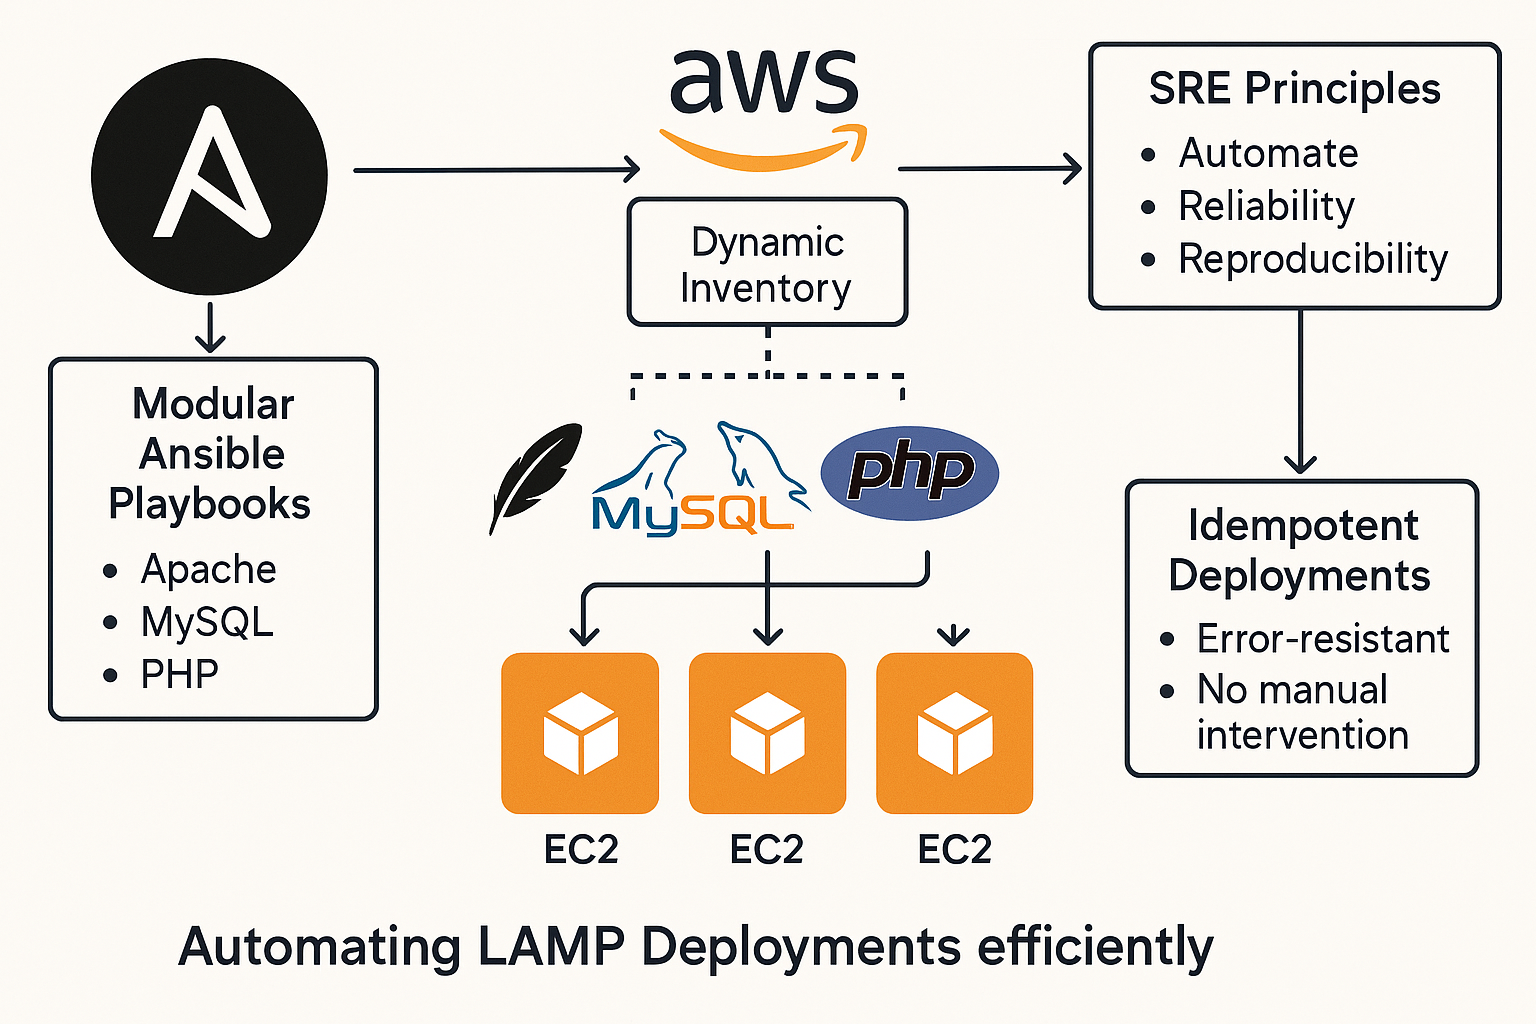 aws
SRE Principles
• Automate
• Reliability
• Reproducibility
Dynamic
Inventory
Modular
Ansible
Playbooks
• Apache
• MySQL
• PHP
MySQL
php
Idempotent
Deployments
• Error-resistant
• No manual
intervention
EC2
EC2
EC2
Automating LAMP Deployments efficiently